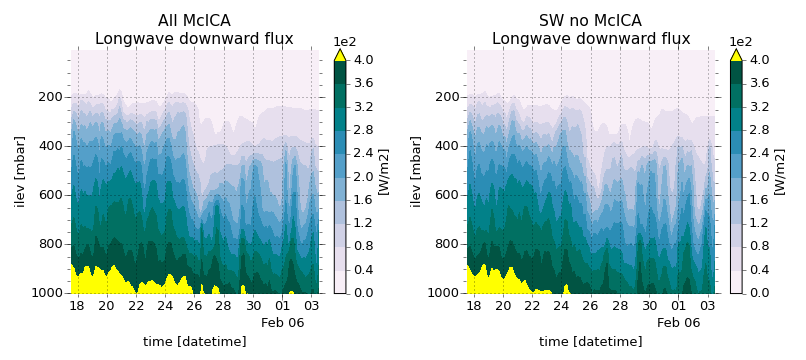 All McICA
Longwave downward flux
1e2
4.0
3.6
3.2
2.8
2.4
2.0
1.6
1.2
0.8
0.4
0.0
[W/m2]
200
400
600
800
1000
ilev [mbar]
18 20 22 24 26 28 30 01 03
Feb 06
time [datetime]
SW no McICA
Longwave downward flux
1e2
4.0
3.6
3.2
2.8
2.4
2.0
1.6
1.2
0.8
0.4
0.0
[W/m2]
200
400
600
800
1000
ilev [mbar]
18 20 22 24 26 28 30 01 03
Feb 06
time [datetime]